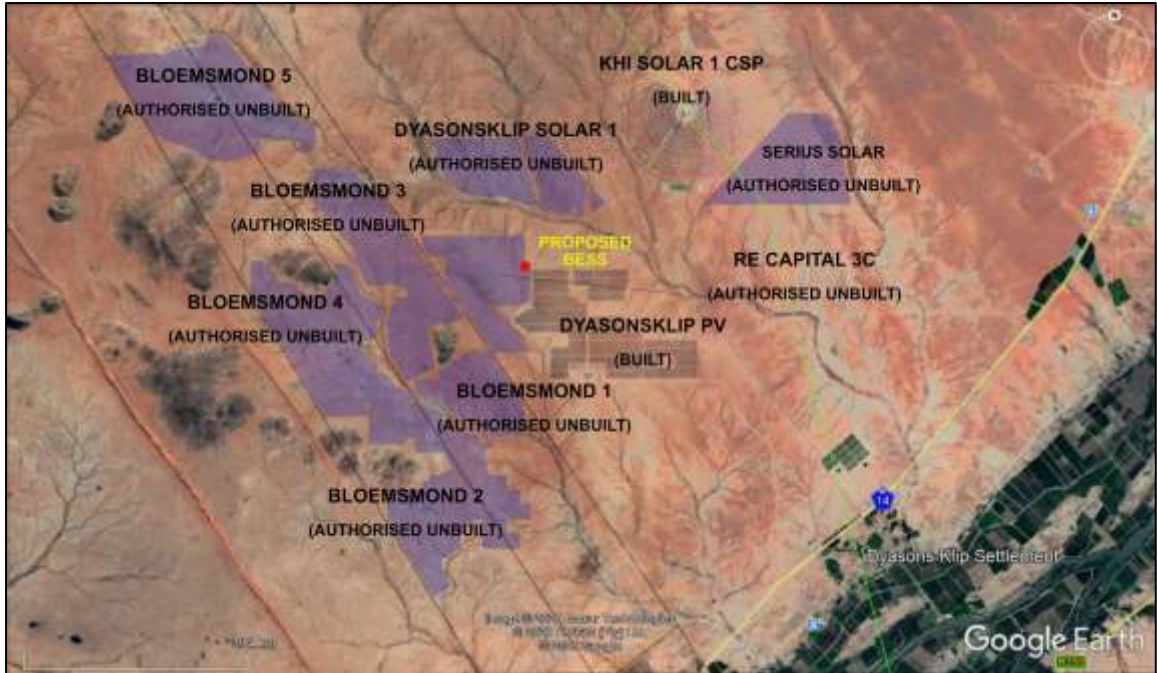 KHI SOLAR 1 CSP
(BUILT)
BLOEMSMOND 5
(AUTHORISED UNBUILT)
DYASONSKLIP SOLAR 1
(AUTHORISED UNBUILT)
SERIUS SOLAR
(AUTHORISED UNBUILT)
BLOEMSMOND 3
(AUTHORISED UNBUILT)
PROPOSED
BESS
RE CAPITAL 3C
(AUTHORISED UNBUILT)
BLOEMSMOND 4
(AUTHORISED UNBUILT)
DYASONSKLIP PV
(BUILT)
BLOEMSMOND 1
(AUTHORISED UNBUILT)
BLOEMSMOND 2
(AUTHORISED UNBUILT)
14
Dyasons Klip Settlement
Google Earth